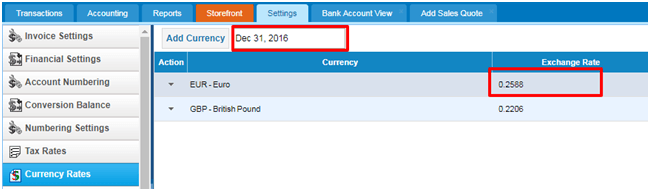 Transactions Accounting Reports Storefront Settings Bank Account View Add Sales Quote
Invoice Settings
Financial Settings
Account Numbering
Conversion Balance
Numbering Settings
Tax Rates
Currency Rates
Add Currency Dec 31, 2016
Action Currency Exchange Rate
EUR - Euro 0.2588
GBP - British Pound 0.2206